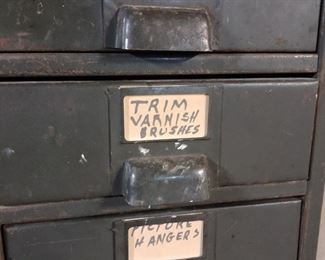 TRIM
VARNISH
BRUSHES
PICTURE
HANGERS